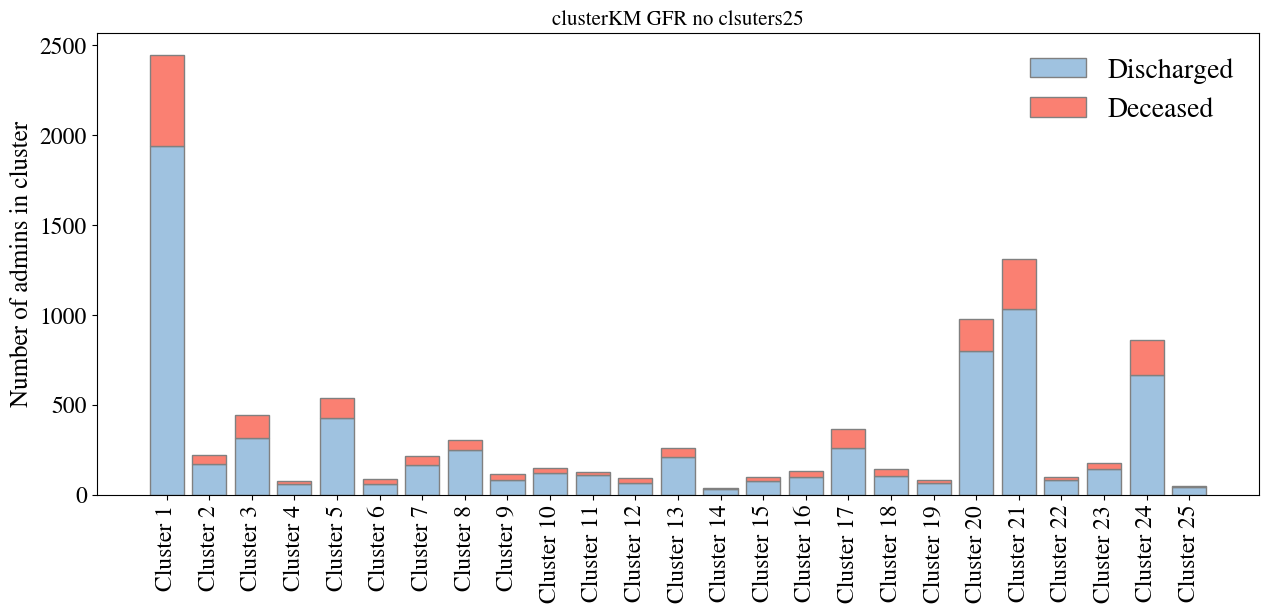 clusterKM GFR no clsuters25
Discharged
Deceased
Number of admins in cluster
2500
2000
1500
1000
500
0
Cluster 1
Cluster 2
Cluster 3
Cluster 4
Cluster 5
Cluster 6
Cluster 7
Cluster 8
Cluster 9
Cluster 10
Cluster 11
Cluster 12
Cluster 13
Cluster 14
Cluster 15
Cluster 16
Cluster 17
Cluster 18
Cluster 19
Cluster 20
Cluster 21
Cluster 22
Cluster 23
Cluster 24
Cluster 25